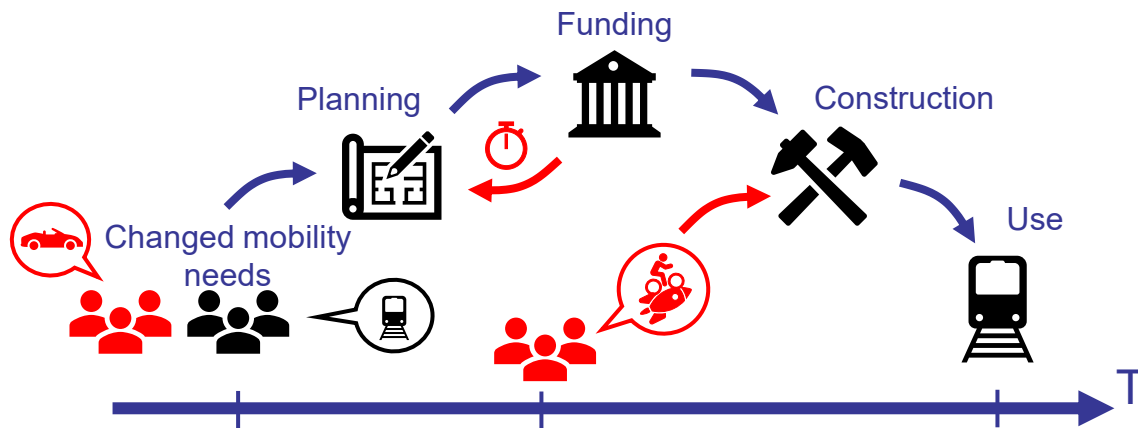 Funding
Planning
Construction
Changed mobility
needs
Use
T